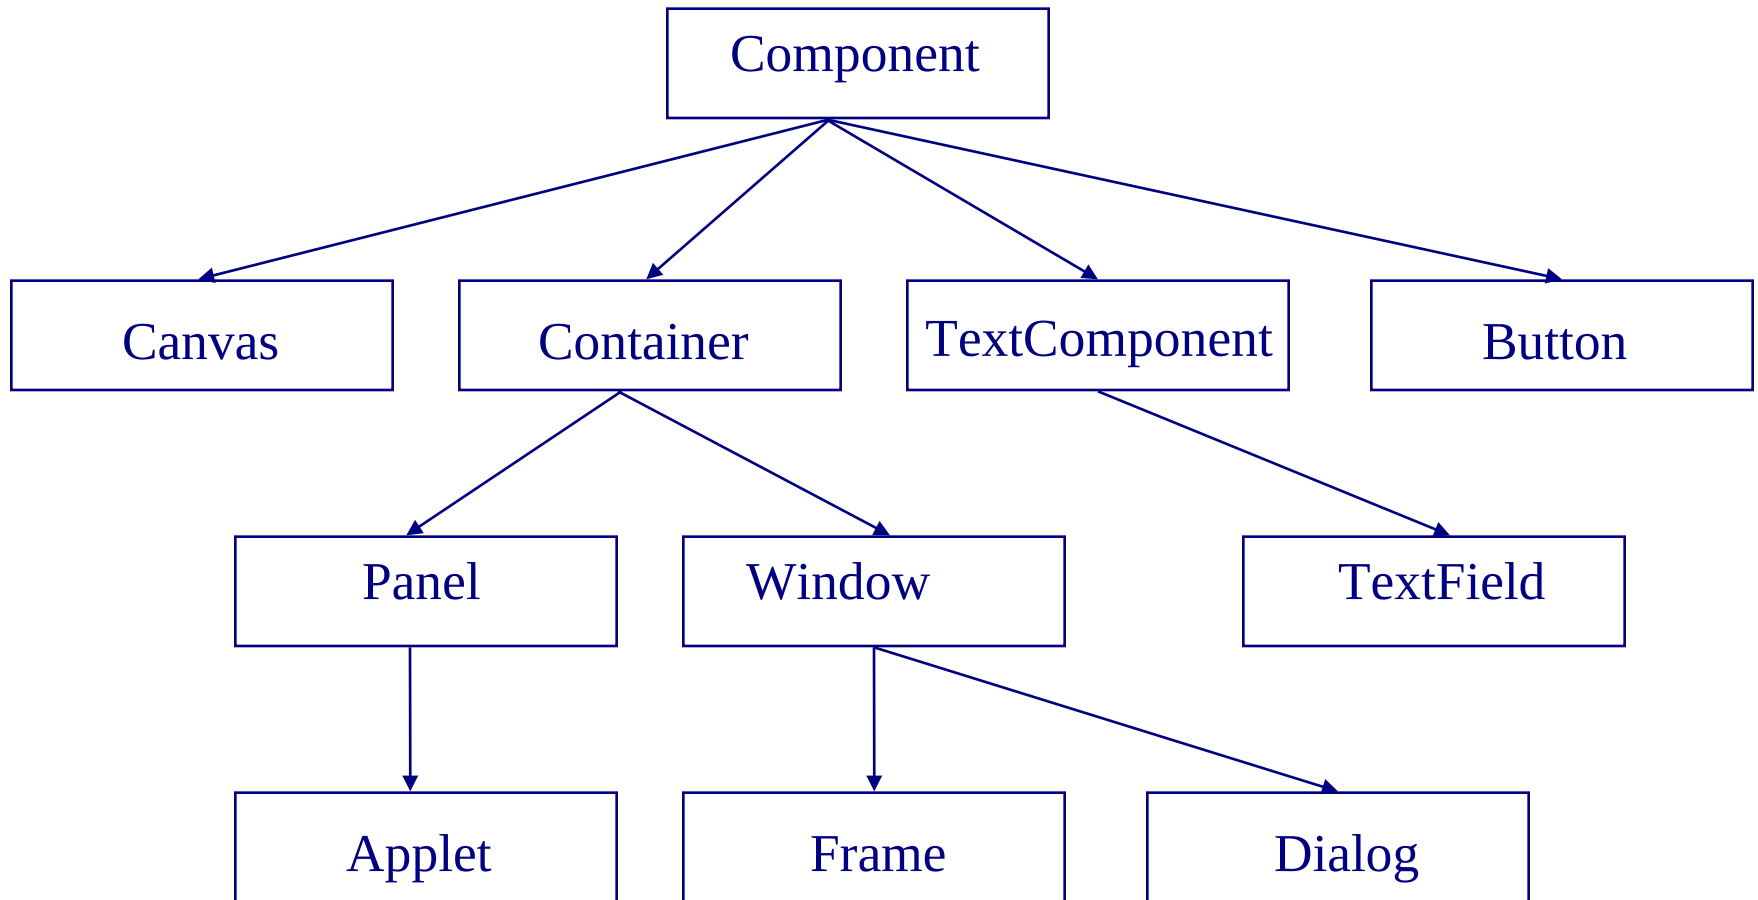 Component
Canvas
Container
TextComponent
Button
Panel
Window
TextField
Applet
Frame
Dialog